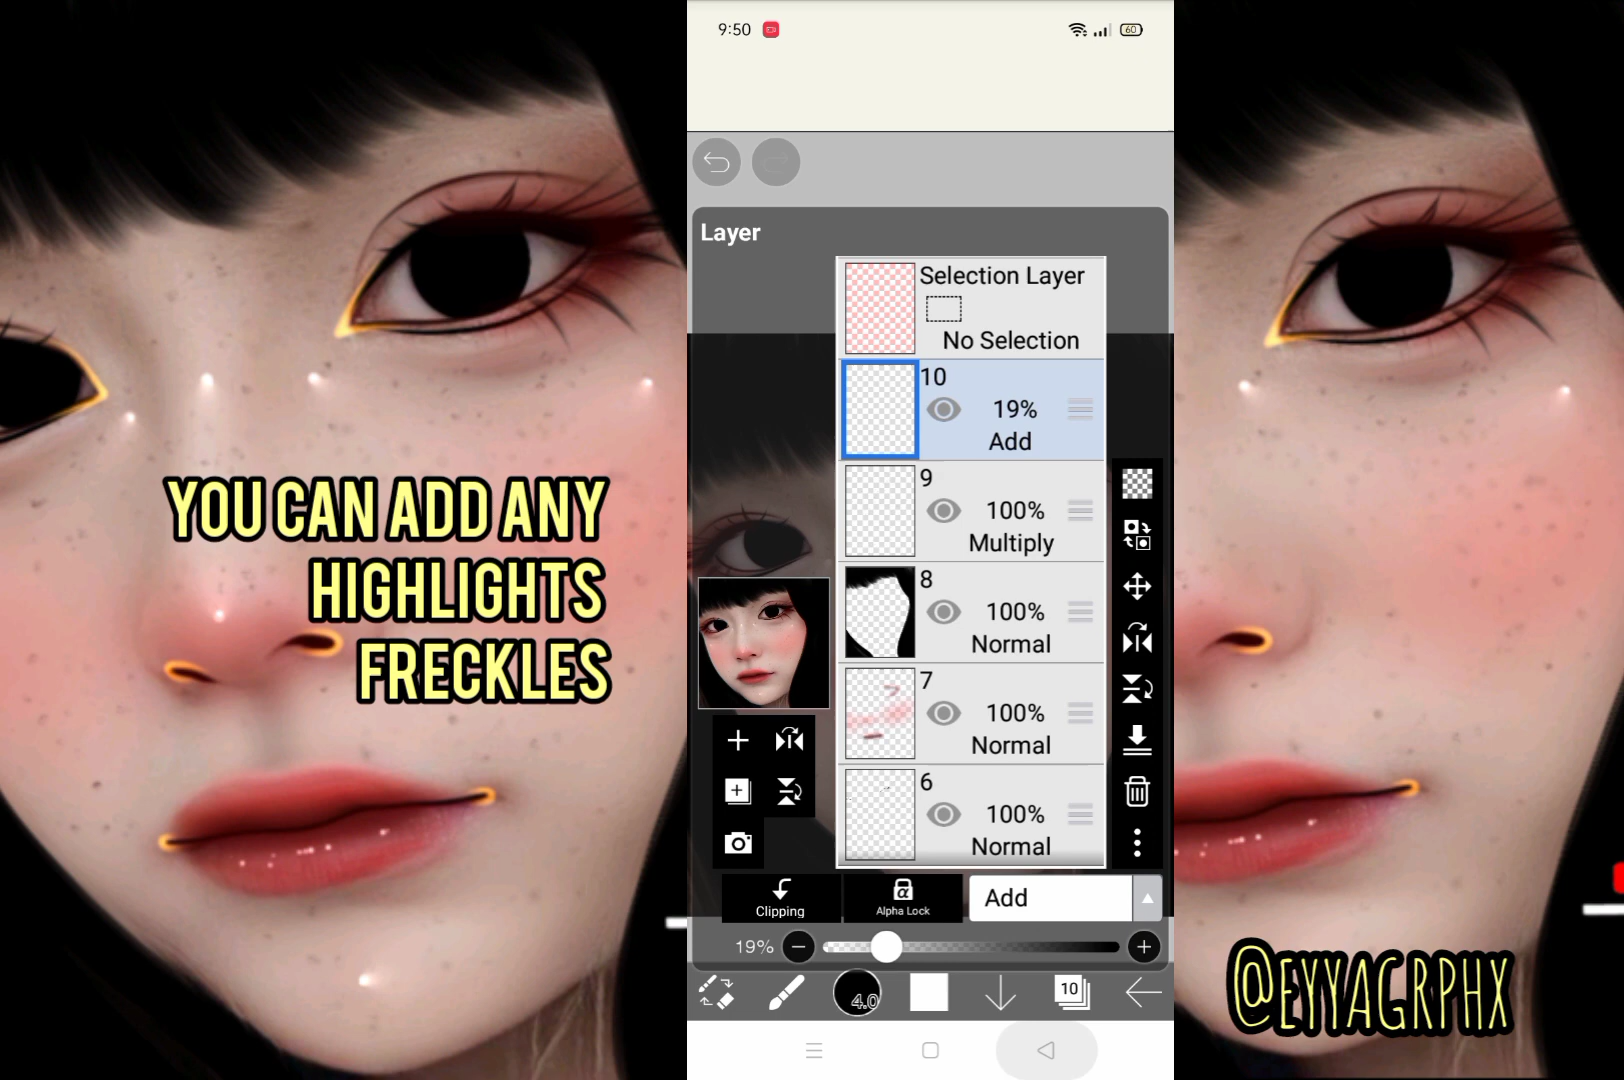 YOU CAN ADD ANY
HIGHLIGHTS
FRECKLES
9:50
60
Layer
Selection Layer
No Selection
10
19%
Add
9
100%
Multiply
8
100%
Normal
7
100%
Normal
6
100%
Normal
Clipping
Alpha Lock
Add
19%
4.0
10
@EYYAGRPHX